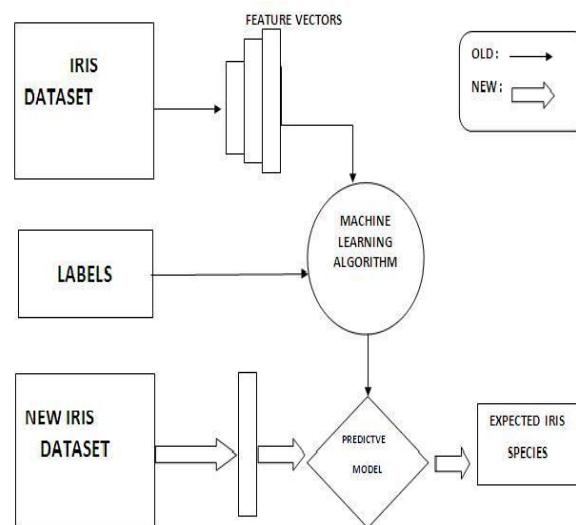 FEATURE VECTORS
IRIS
DATASET
OLD:
NEW:
MACHINE
LEARNING
ALGORITHM
LABELS
NEW IRIS
DATASET
PREDICTVE
MODEL
EXPECTED IRIS
SPECIES